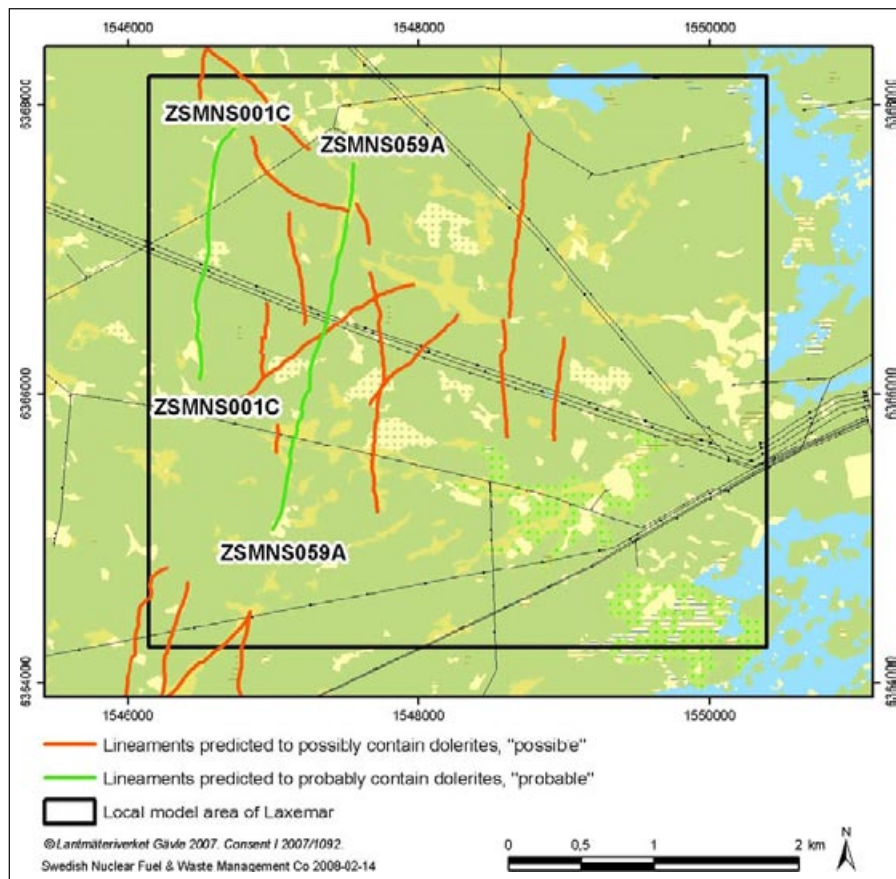 1546000 1548000 1550000
6368000 6368000
ZSMNS001C
ZSMNS059A
6366000 6366000
ZSMNS001C
ZSMNS059A
6364000 6364000
1546000 1548000 1550000
Lineaments predicted to possibly contain dolerites, "possible"
Lineaments predicted to probably contain dolerites, "probable"
Local model area of Laxemar
© Lantmäteriverket Gävle 2007. Consent I 2007/1092.
Swedish Nuclear Fuel & Waste Management Co 2008-02-14
0 0,5 1 2 km
N